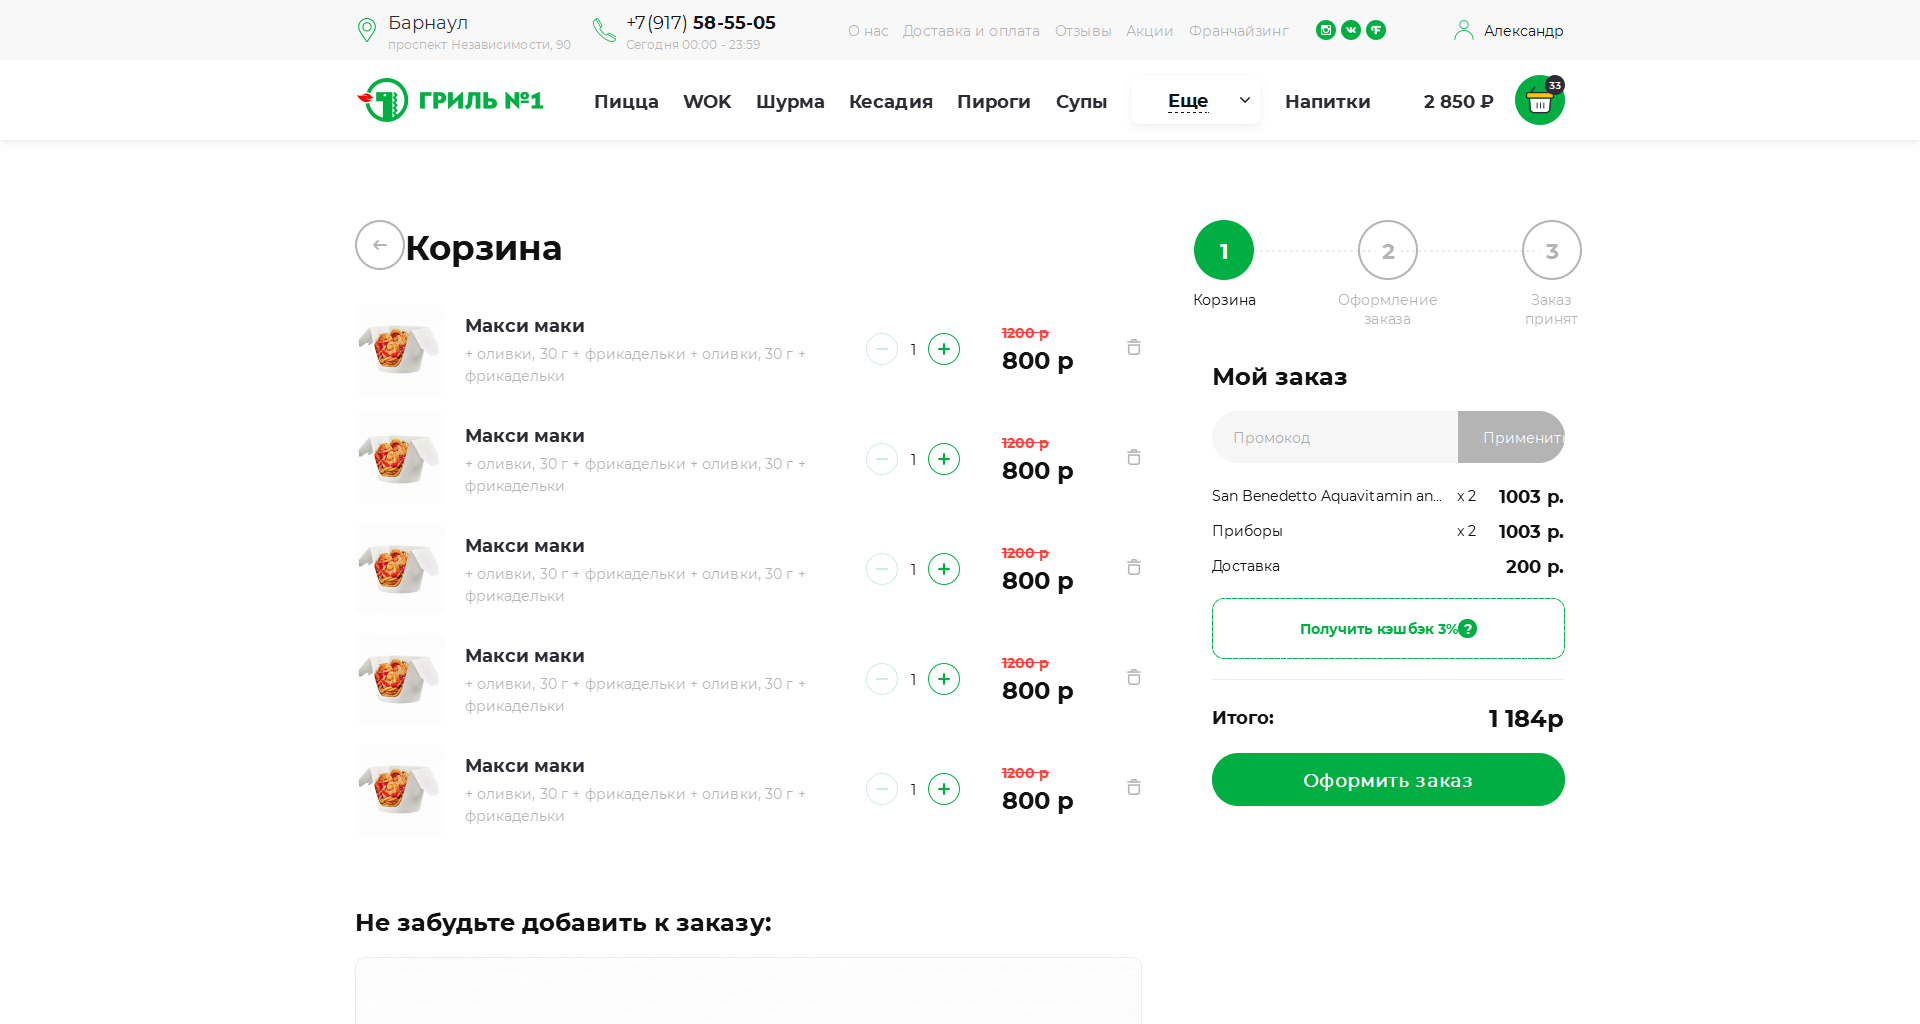 Барнаул
проспект Независимости, 90
+7(917) 58-55-05
Сегодня 00:00 - 23:59
О нас Доставка и оплата Отзывы Акции Франчайзинг
Александр
ГРИЛЬ №1
Пицца WOK Шурма Кесадия Пироги Супы Еще Напитки
2 850 ₽
33
Корзина
1 2 3
Корзина
Оформление
заказа
Заказ
принят
Макси маки
+ оливки, 30 г + фрикадельки + оливки, 30 г +
фрикадельки
1
1200 р
800 р
Макси маки
+ оливки, 30 г + фрикадельки + оливки, 30 г +
фрикадельки
1
1200 р
800 р
Макси маки
+ оливки, 30 г + фрикадельки + оливки, 30 г +
фрикадельки
1
1200 р
800 р
Макси маки
+ оливки, 30 г + фрикадельки + оливки, 30 г +
фрикадельки
1
1200 р
800 р
Макси маки
+ оливки, 30 г + фрикадельки + оливки, 30 г +
фрикадельки
1
1200 р
800 р
Мой заказ
Промокод Применить
San Benedetto Aquavitamin an... x 2 1003 р.
Приборы x 2 1003 р.
Доставка 200 р.
Получить кэшбэк 3% ?
Итого: 1 184р
Оформить заказ
Не забудьте добавить к заказу: